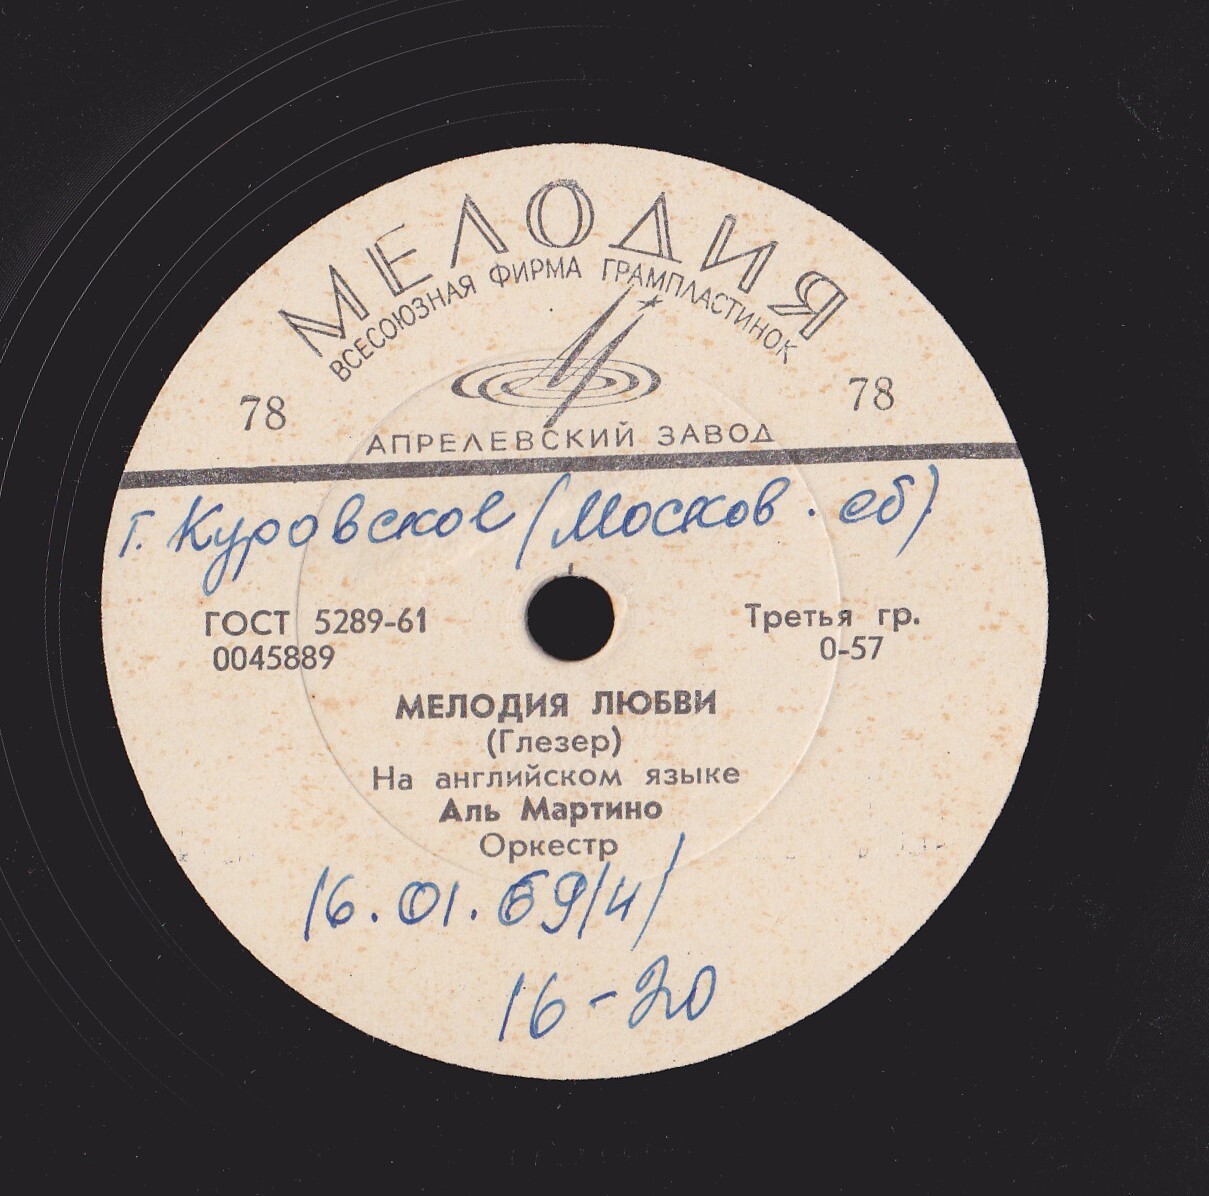 МЕЛОДИЯ
ВСЕСОЮЗНАЯ ФИРМА ГРАМПЛАСТИНОК
78 78
АПРЕЛЕВСКИЙ ЗАВОД
г. Куровское (Москов. об)
ГОСТ 5289-61 Третья гр.
0045889 0-57
МЕЛОДИЯ ЛЮБВИ
(Глезер)
На английском языке
Аль Мартино
Оркестр
16.01.69/ч/
16-20